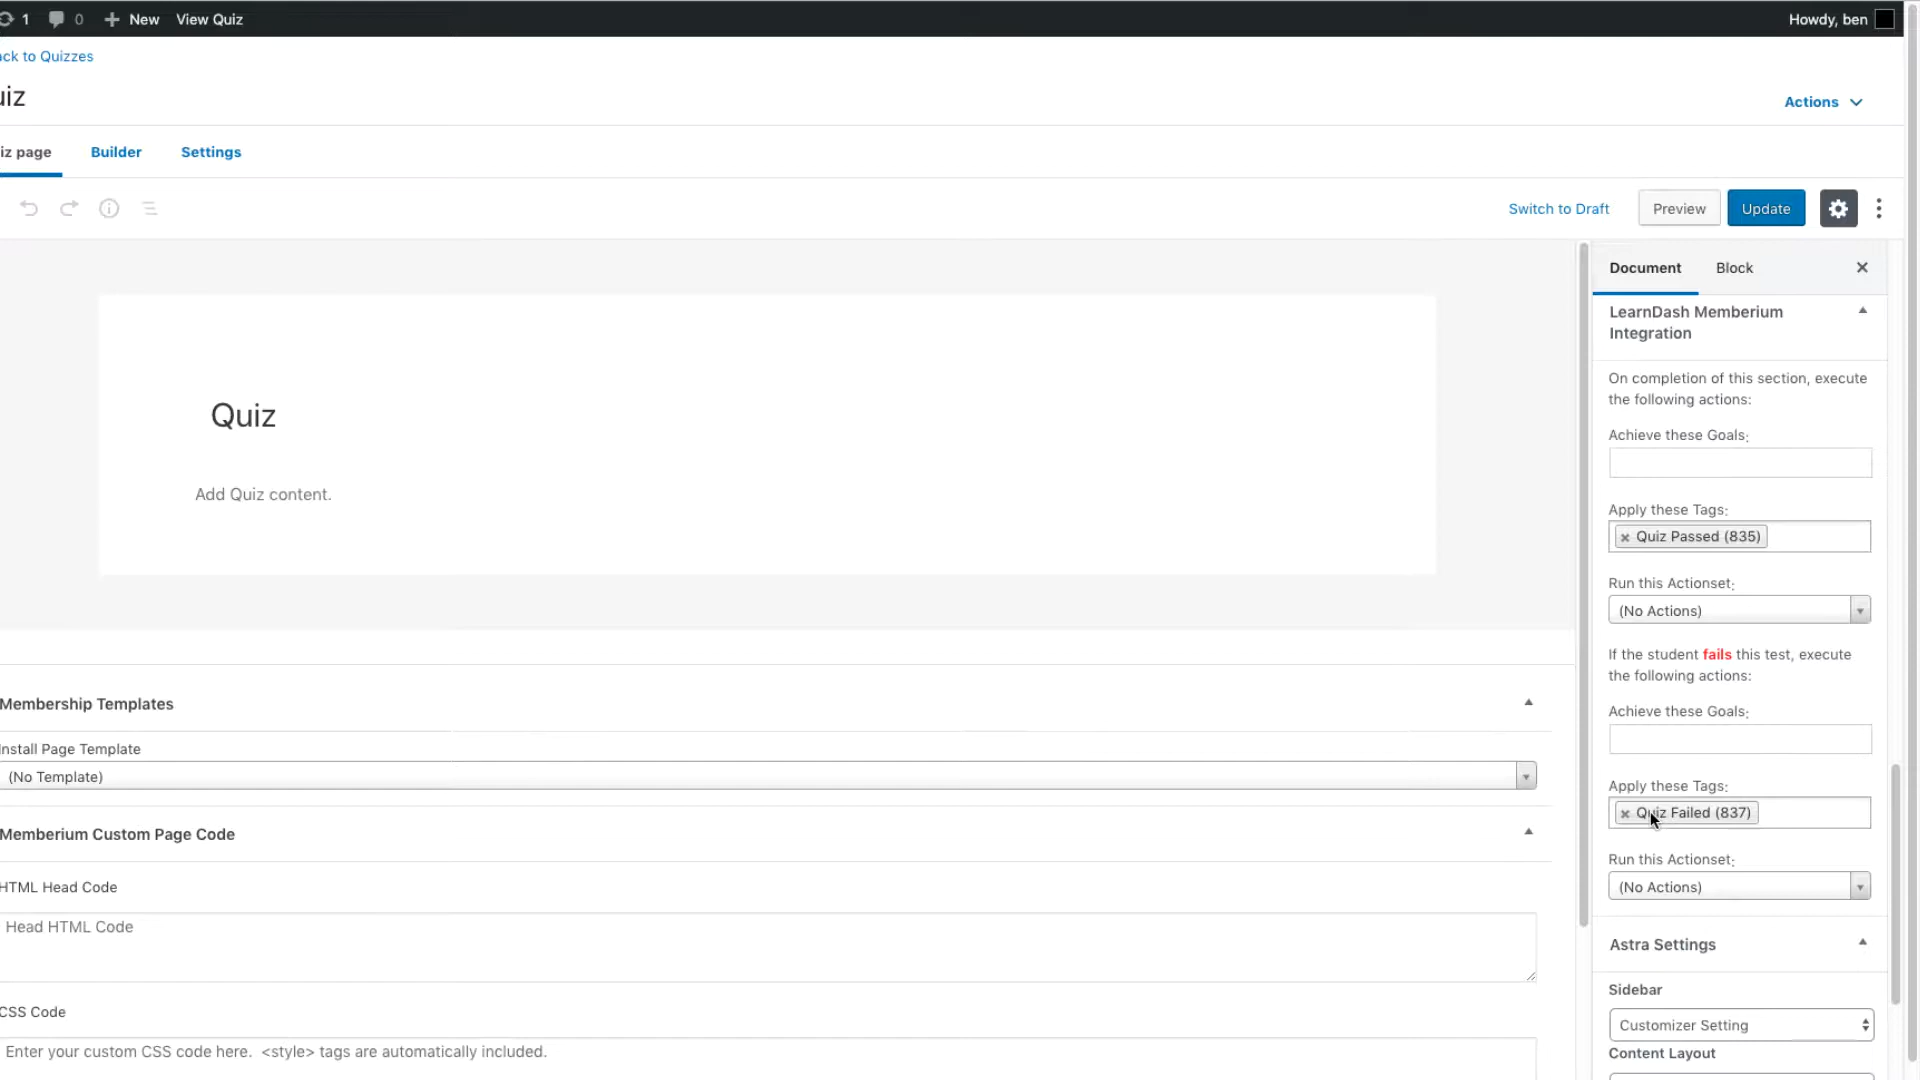 1 0 New View Quiz Howdy, ben
ack to Quizzes
uiz
Actions
iz page Builder Settings
Switch to Draft Preview Update
Document Block
LearnDash Memberium
Integration
On completion of this section, execute
the following actions:
Achieve these Goals:
Apply these Tags:
× Quiz Passed (835)
Run this Actionset:
(No Actions)
If the student fails this test, execute
the following actions:
Achieve these Goals:
Apply these Tags:
× Quiz Failed (837)
Run this Actionset:
(No Actions)
Astra Settings
Sidebar
Customizer Setting
Content Layout
Quiz
Add Quiz content.
Membership Templates
Install Page Template
(No Template)
Memberium Custom Page Code
HTML Head Code
Head HTML Code
CSS Code
Enter your custom CSS code here. <style> tags are automatically included.